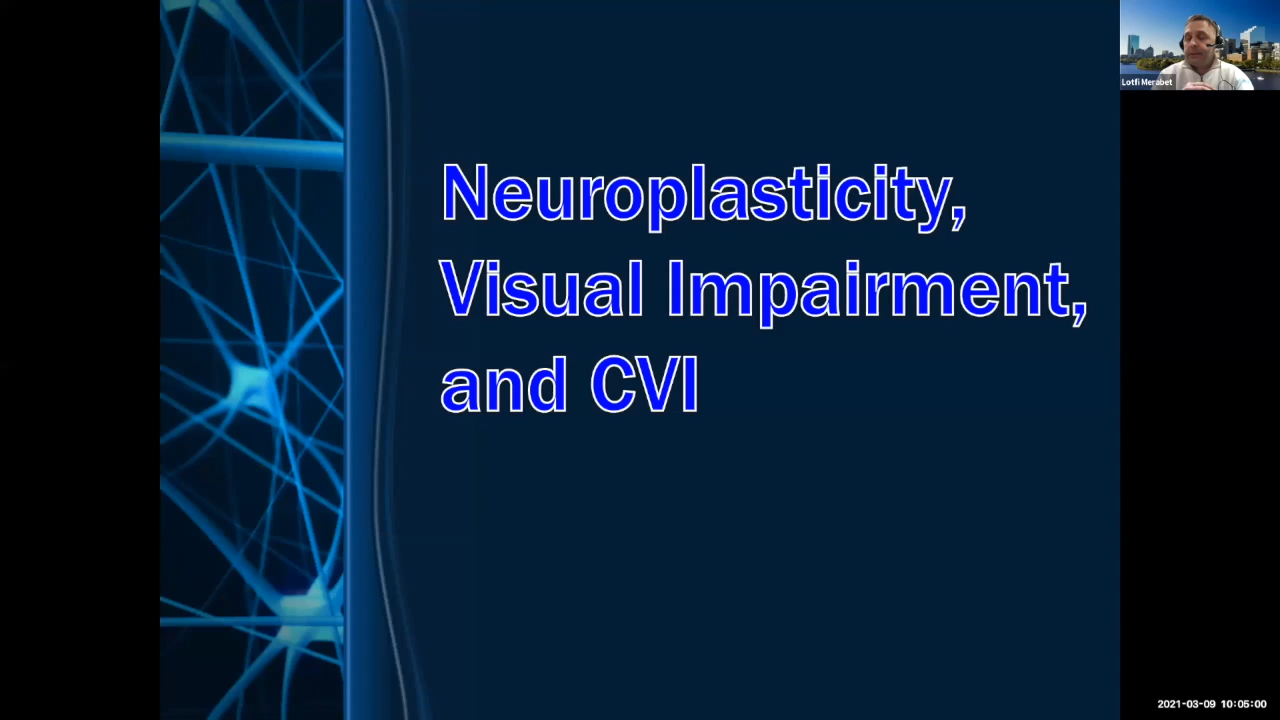 Neuroplasticity,
Visual Impairment,
and CVI
Lotfi Merabet
2021-03-09 10:05:00